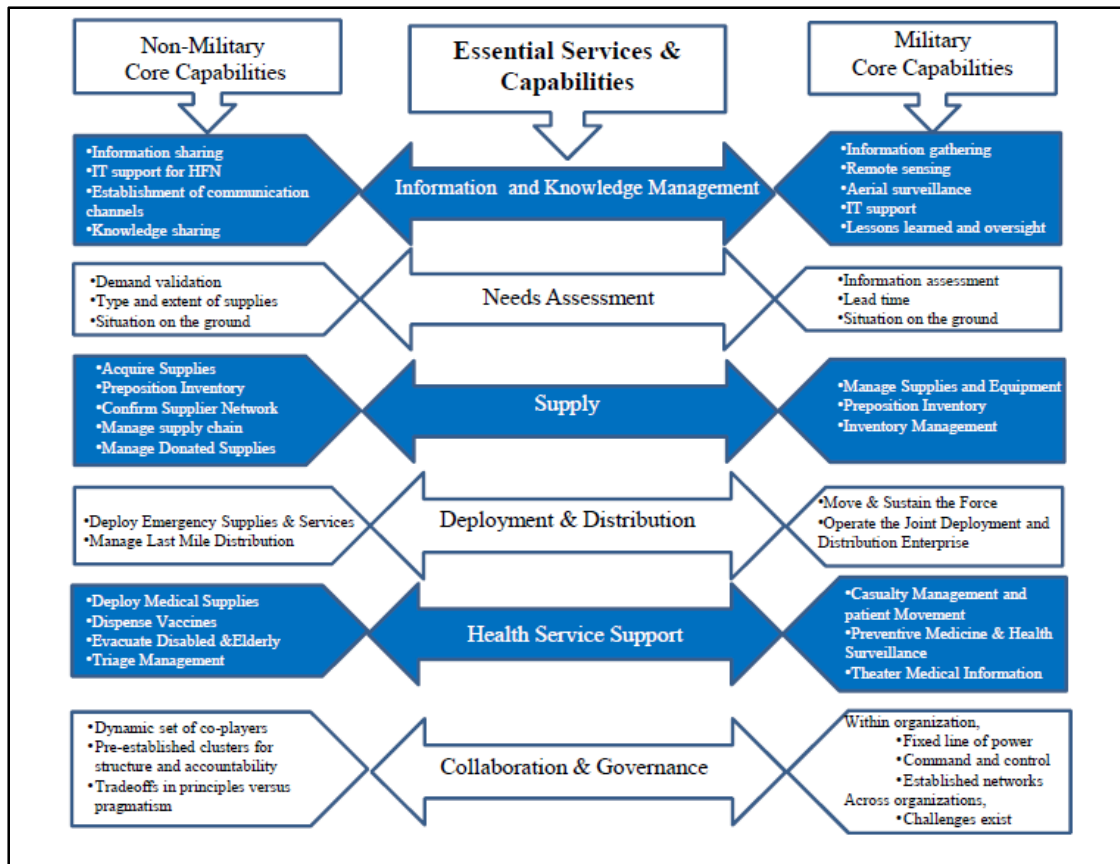 Non-Military
Core Capabilities
Essential Services &
Capabilities
Military
Core Capabilities
•Information sharing
•IT support for HFN
•Establishment of communication
channels
•Knowledge sharing
Information and Knowledge Management
•Information gathering
•Remote sensing
•Aerial surveillance
•IT support
•Lessons learned and oversight
•Demand validation
•Type and extent of supplies
•Situation on the ground
Needs Assessment
•Information assessment
•Lead time
•Situation on the ground
•Acquire Supplies
•Preposition Inventory
•Confirm Supplier Network
•Manage supply chain
•Manage Donated Supplies
Supply
•Manage Supplies and Equipment
•Preposition Inventory
•Inventory Management
•Deploy Emergency Supplies & Services
•Manage Last Mile Distribution
Deployment & Distribution
•Move & Sustain the Force
•Operate the Joint Deployment and
Distribution Enterprise
•Deploy Medical Supplies
•Dispense Vaccines
•Evacuate Disabled &Elderly
•Triage Management
Health Service Support
•Casualty Management and
patient Movement
•Preventive Medicine & Health
Surveillance
•Theater Medical Information
•Dynamic set of co-players
•Pre-established clusters for
structure and accountability
•Tradeoffs in principles versus
pragmatism
Collaboration & Governance
Within organization,
•Fixed line of power
•Command and control
•Established networks
Across organizations,
•Challenges exist